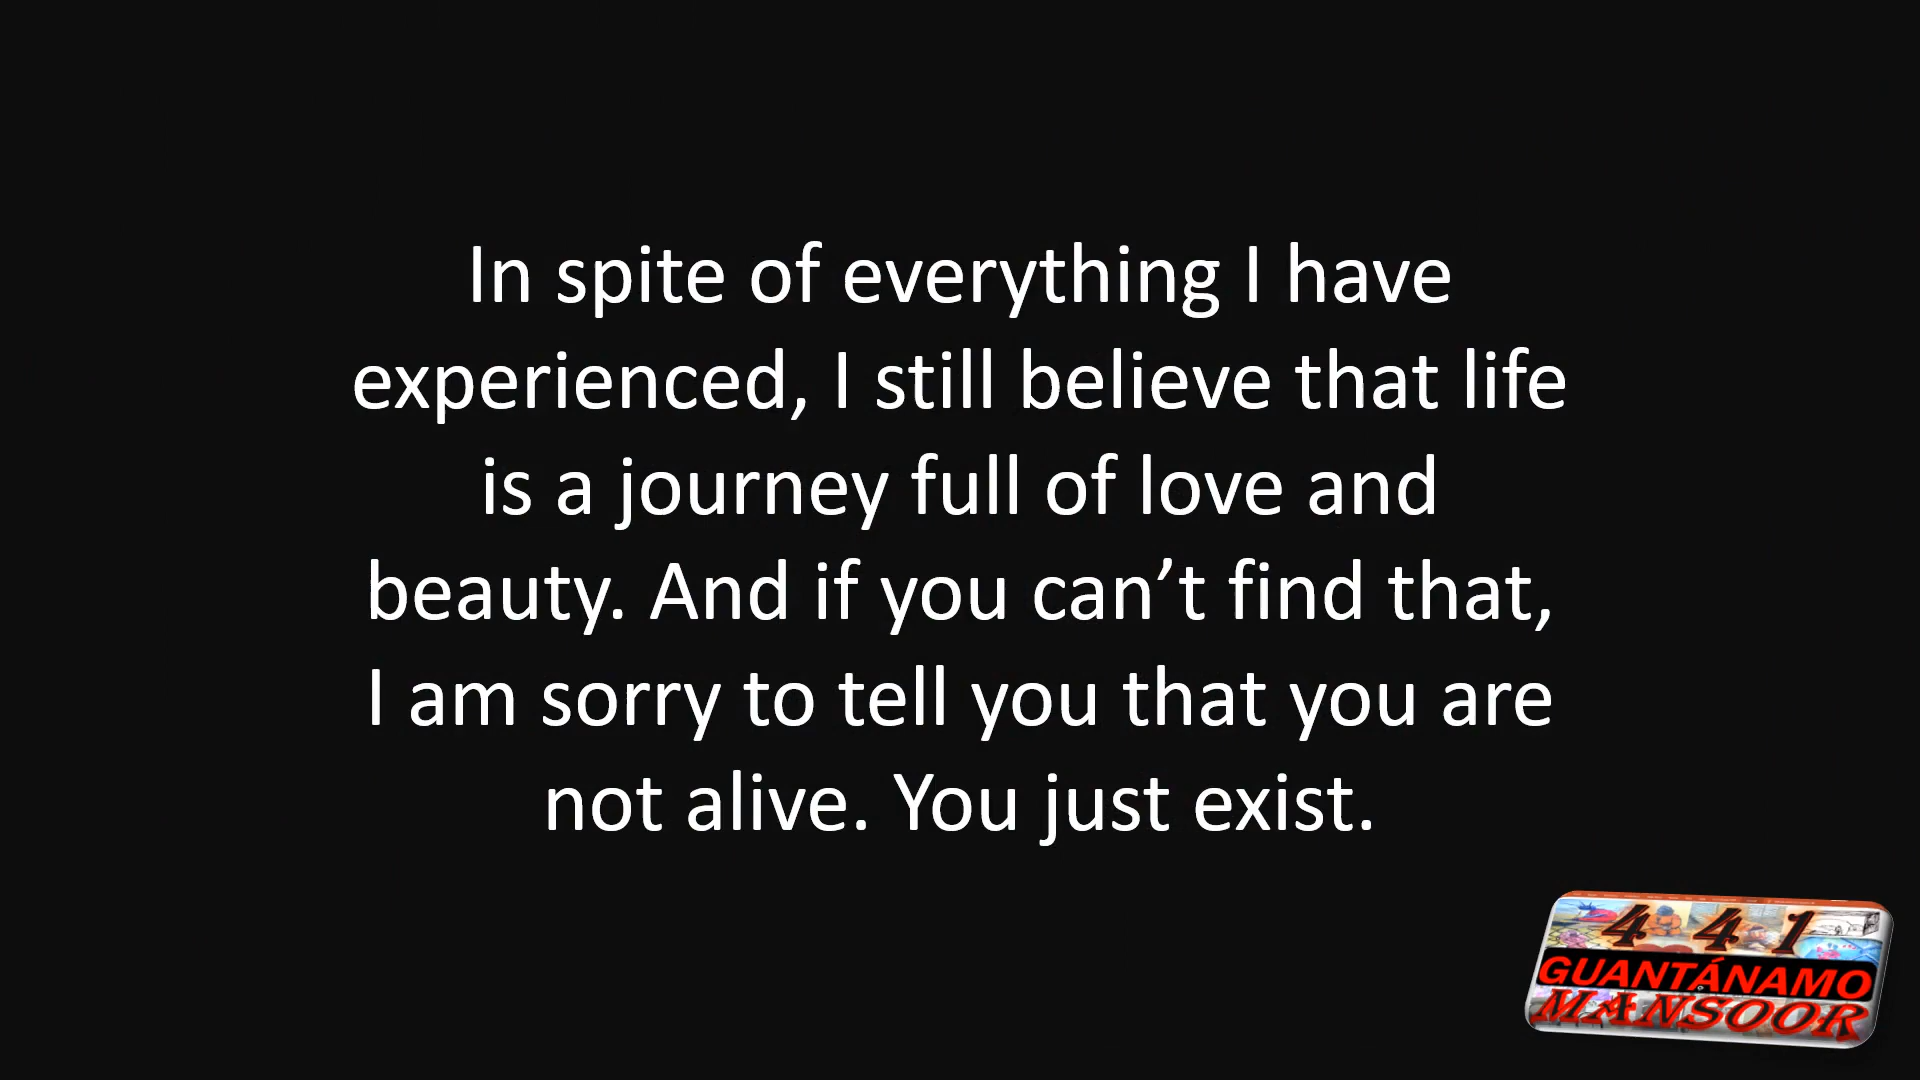 In spite of everything I have
experienced, I still believe that life
is a journey full of love and
beauty. And if you can’t find that,
I am sorry to tell you that you are
not alive. You just exist.
441
GUANTÁNAMO
MANSOOR